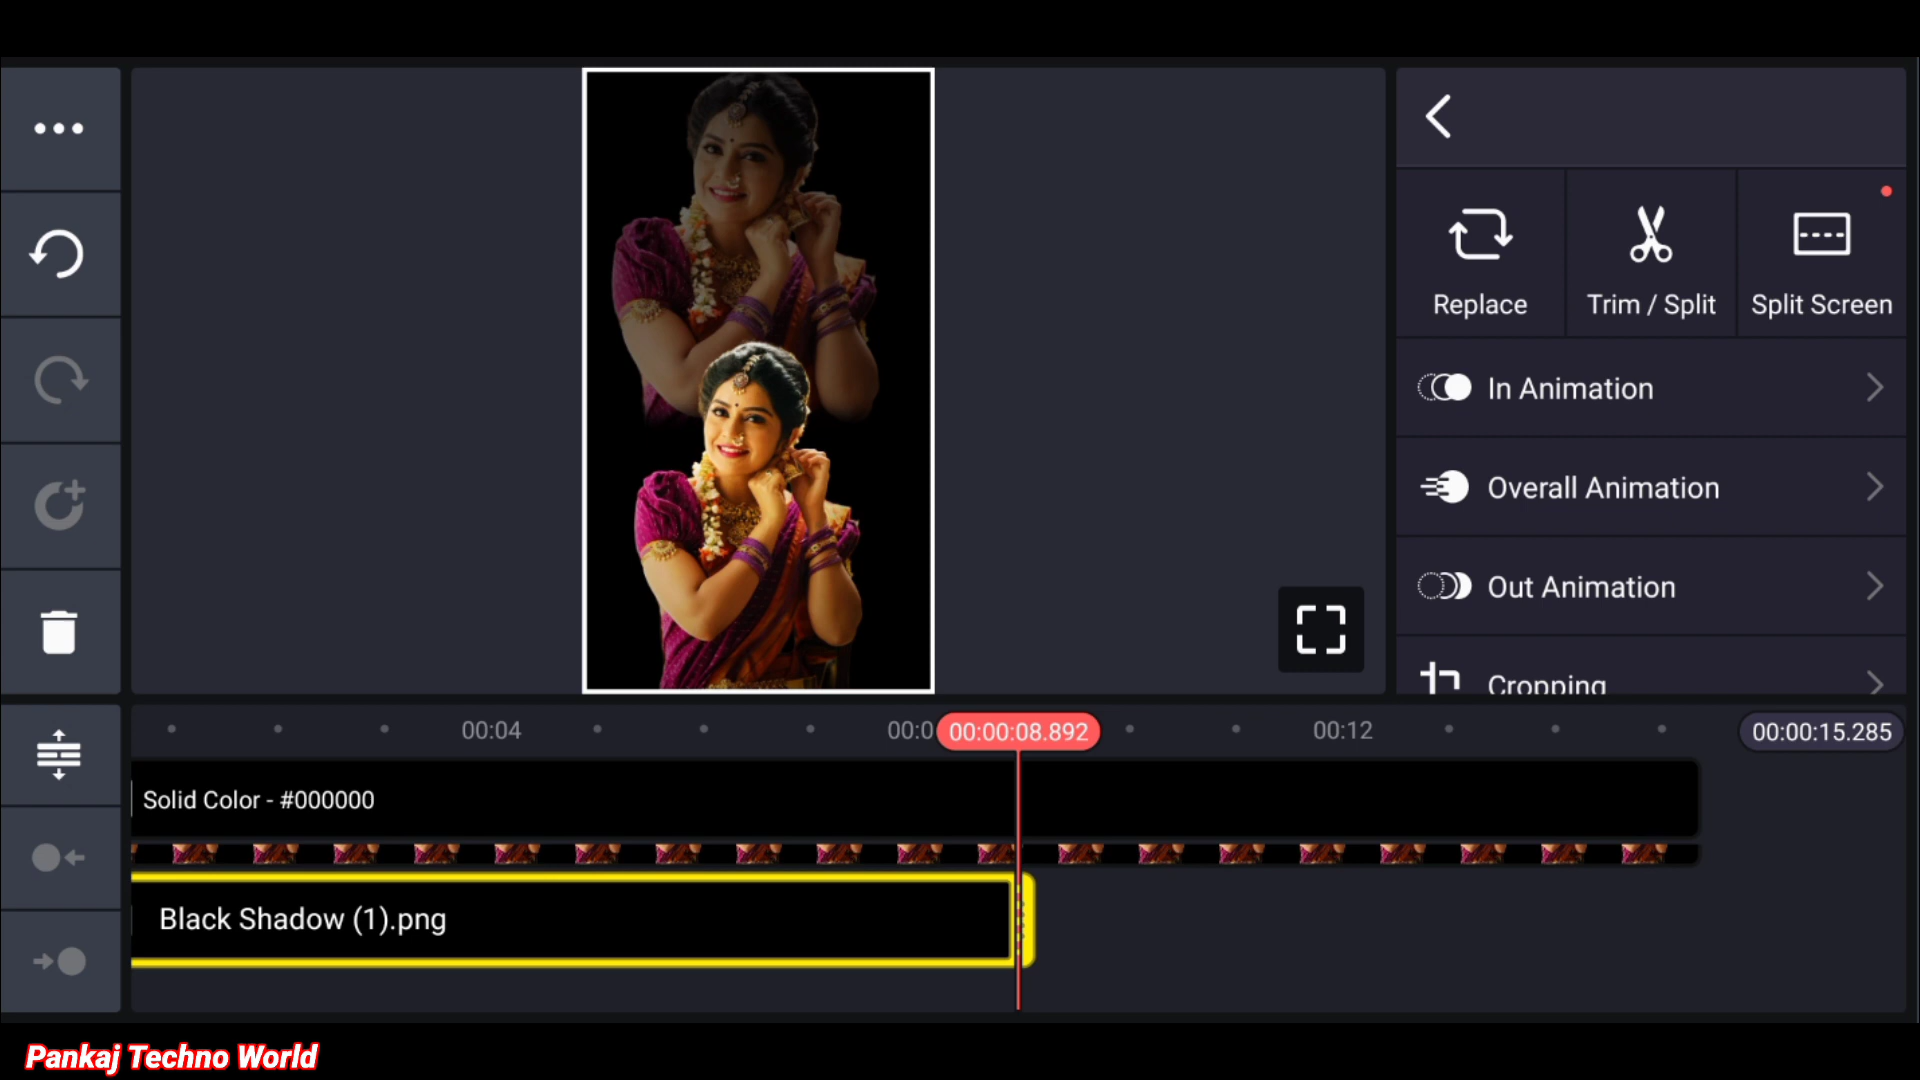 Replace
Trim / Split
Split Screen
In Animation
Overall Animation
Out Animation
Cropping
00:04
00:0
00:00:08.892
00:12
00:00:15.285
Solid Color - #000000
Black Shadow (1).png
Pankaj Techno World